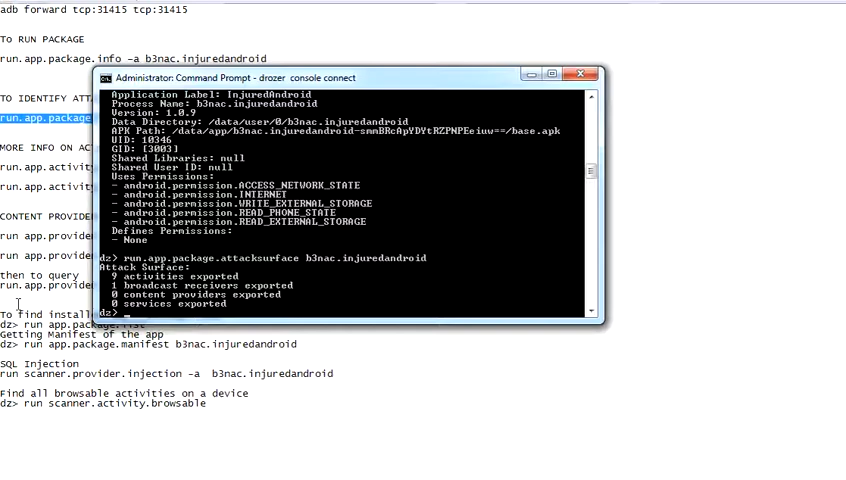 adb forward tcp:31415 tcp:31415
To RUN PACKAGE
run.app.package.info -a b3nac.injuredandroid
TO IDENTIFY ATTA
run.app.package
MORE INFO ON AC
run.app.activit
run.app.activit
CONTENT PROVIDER
run app.provide
run app.provide
then to query
run.app.provide
To find install
dz> run app.package.list
Getting Manifest of the app
dz> run app.package.manifest b3nac.injuredandroid
SQL Injection
run scanner.provider.injection -a b3nac.injuredandroid
Find all browsable activities on a device
dz> run scanner.activity.browsable
Administrator: Command Prompt - drozer console connect
Application Label: InjuredAndroid
Process Name: b3nac.injuredandroid
Version: 1.0.9
Data Directory: /data/user/0/b3nac.injuredandroid
APK Path: /data/app/b3nac.injuredandroid-smmBRcApYDYtRZPNPEeiuw==/base.apk
UID: 10346
GID: [3003]
Shared Libraries: null
Shared User ID: null
Uses Permissions:
- android.permission.ACCESS_NETWORK_STATE
- android.permission.INTERNET
- android.permission.WRITE_EXTERNAL_STORAGE
- android.permission.READ_PHONE_STATE
- android.permission.READ_EXTERNAL_STORAGE
Defines Permissions:
- None
dz> run.app.package.attacksurface b3nac.injuredandroid
Attack Surface:
9 activities exported
1 broadcast receivers exported
0 content providers exported
0 services exported
dz> _